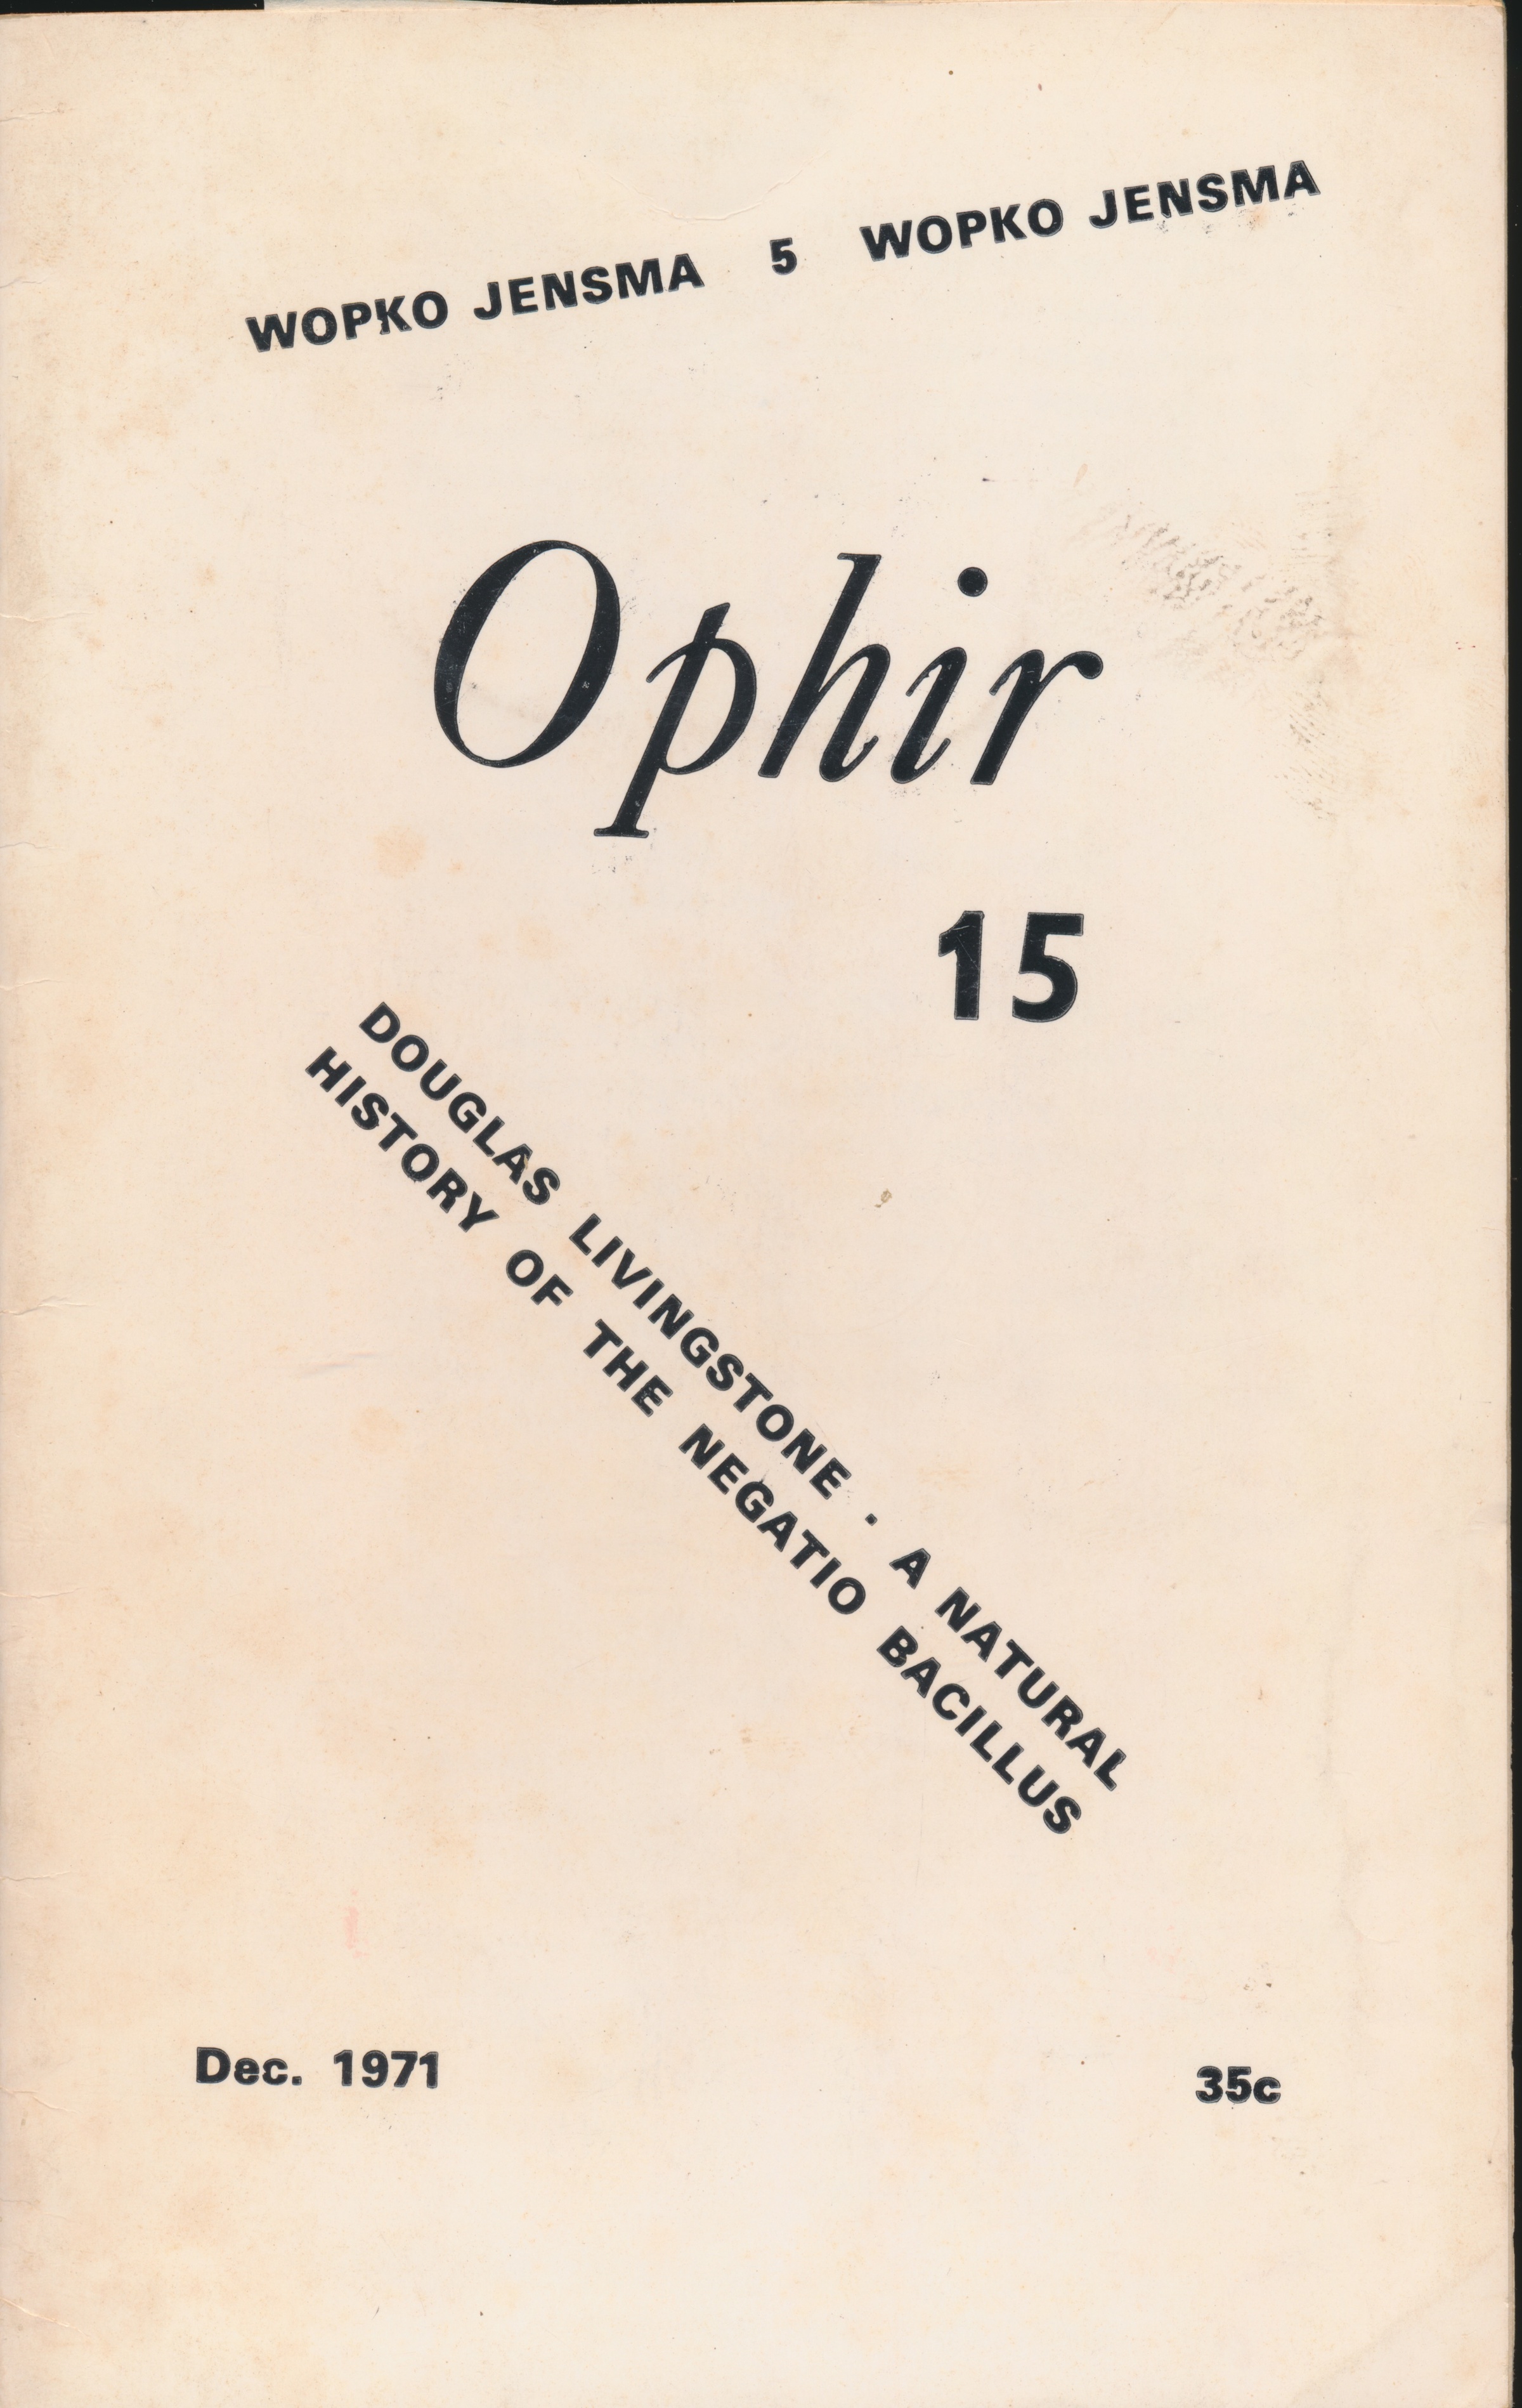 WOPKO JENSMA 5 WOPKO JENSMA
Ophir
15
DOUGLAS LIVINGSTONE . A NATURAL
HISTORY OF THE NEGATIO BACILLUS
Dec. 1971
35c